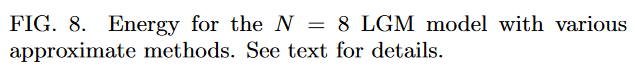 FIG. 8. Energy for the N = 8 LGM model with various
approximate methods. See text for details.